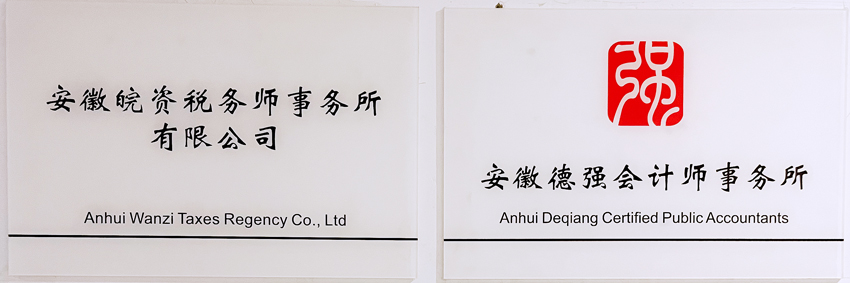 安徽皖资税务师事务所
有限公司
Anhui Wanzi Taxes Regency Co., Ltd
强
安徽德强会计师事务所
Anhui Deqiang Certified Public Accountants